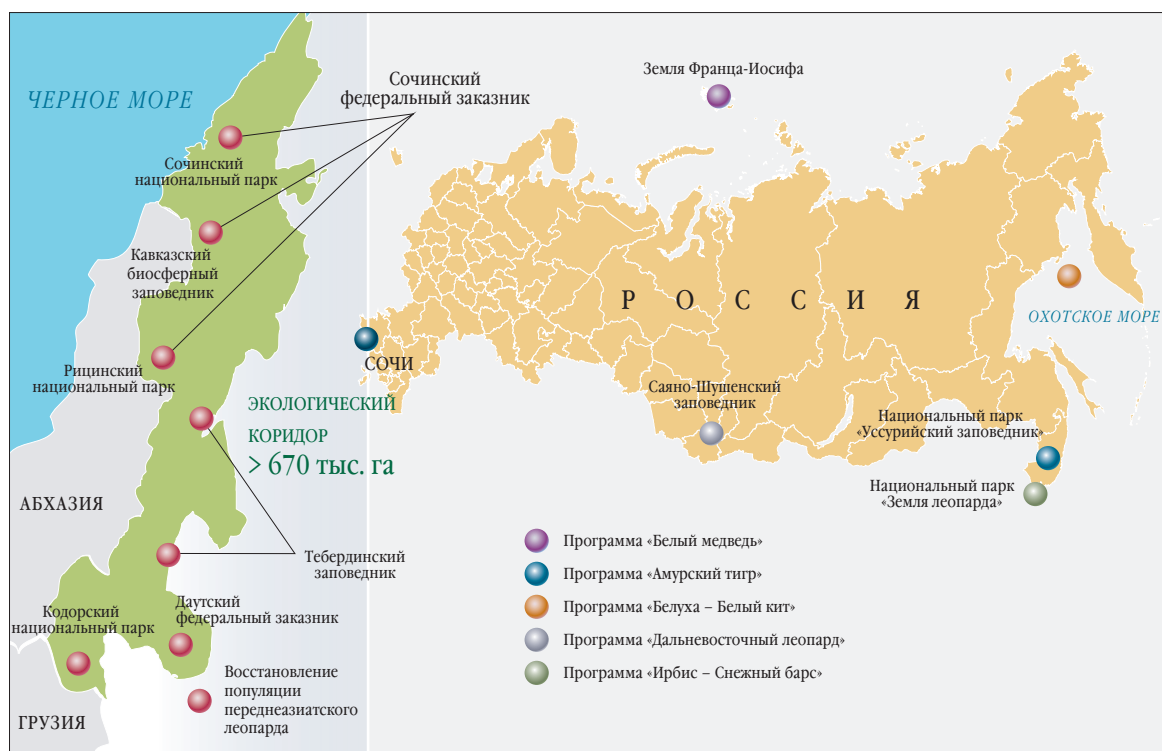 ЧЕРНОЕ МОРЕ
Сочинский
федеральный заказник
Сочинский
национальный парк
Кавказский
биосферный
заповедник
Рицинский
национальный парк
ЭКОЛОГИЧЕСКИЙ
КОРИДОР
> 670 тыс. га
АБХАЗИЯ
Тебердинский
заповедник
Кодорский
национальный парк
Даутский
федеральный заказник
Восстановление
популяции
переднеазиатского
леопарда
ГРУЗИЯ
Земля Франца-Иосифа
РОССИЯ
ОХОТСКОЕ МОРЕ
СОЧИ
Саяно-Шушенский
заповедник
Национальный парк
«Уссурийский заповедник»
Национальный парк
«Земля леопарда»
Программа «Белый медведь»
Программа «Амурский тигр»
Программа «Белуха – Белый кит»
Программа «Дальневосточный леопард»
Программа «Ирбис – Снежный барс»